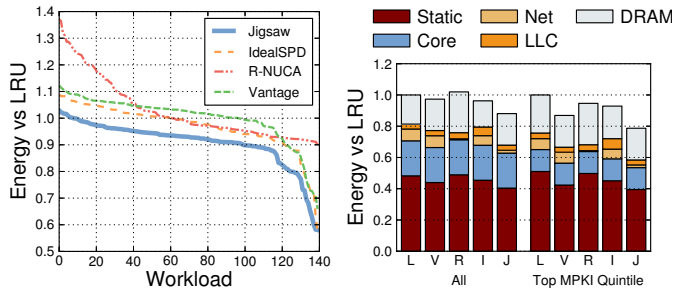 Energy vs LRU
1.4
1.3
1.2
1.1
1.0
0.9
0.8
0.7
0.6
0.5
0 20 40 60 80 100 120 140
Workload
Jigsaw
IdealSPD
R-NUCA
Vantage
Static Net DRAM
Core LLC
Energy vs LRU
1.2
1.0
0.8
0.6
0.4
0.2
0.0
L V R I J L V R I J
All Top MPKI Quintile